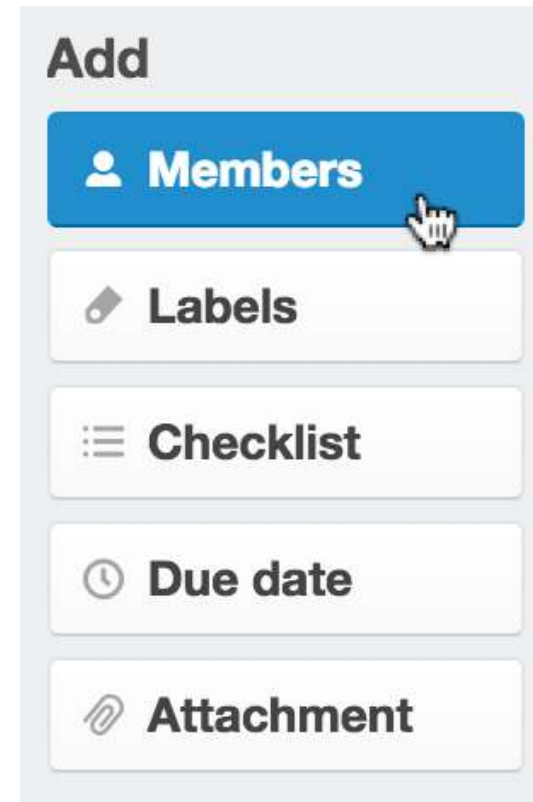 Add
Members
Labels
Checklist
Due date
Attachment